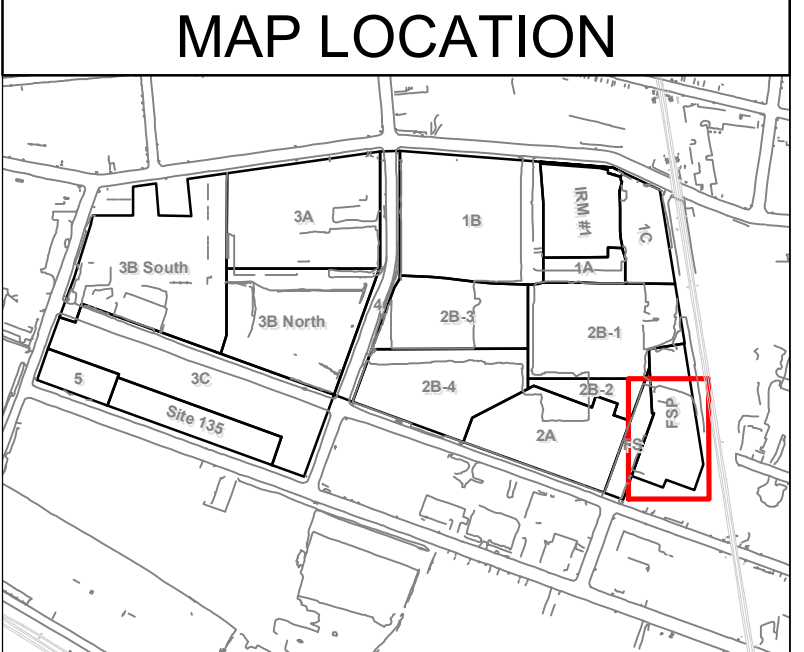 MAP LOCATION
3A
1B
IRM #1
1C
1A
3B South
3B North
4
2B-3
2B-1
2B-4
2B-2
5
3C
Site 135
2A
FS
FSP